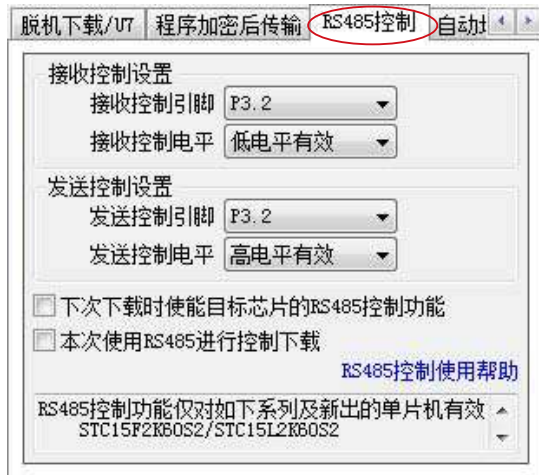 脱机下载/U7 程序加密后传输 RS485控制 自动
接收控制设置
接收控制引脚 P3.2
接收控制电平 低电平有效
发送控制设置
发送控制引脚 P3.2
发送控制电平 高电平有效
下次下载时使能目标芯片的RS485控制功能
本次使用RS485进行控制下载
RS485控制使用帮助
RS485控制功能仅对如下系列及新出的单片机有效
STC15F2K60S2/STC15L2K60S2